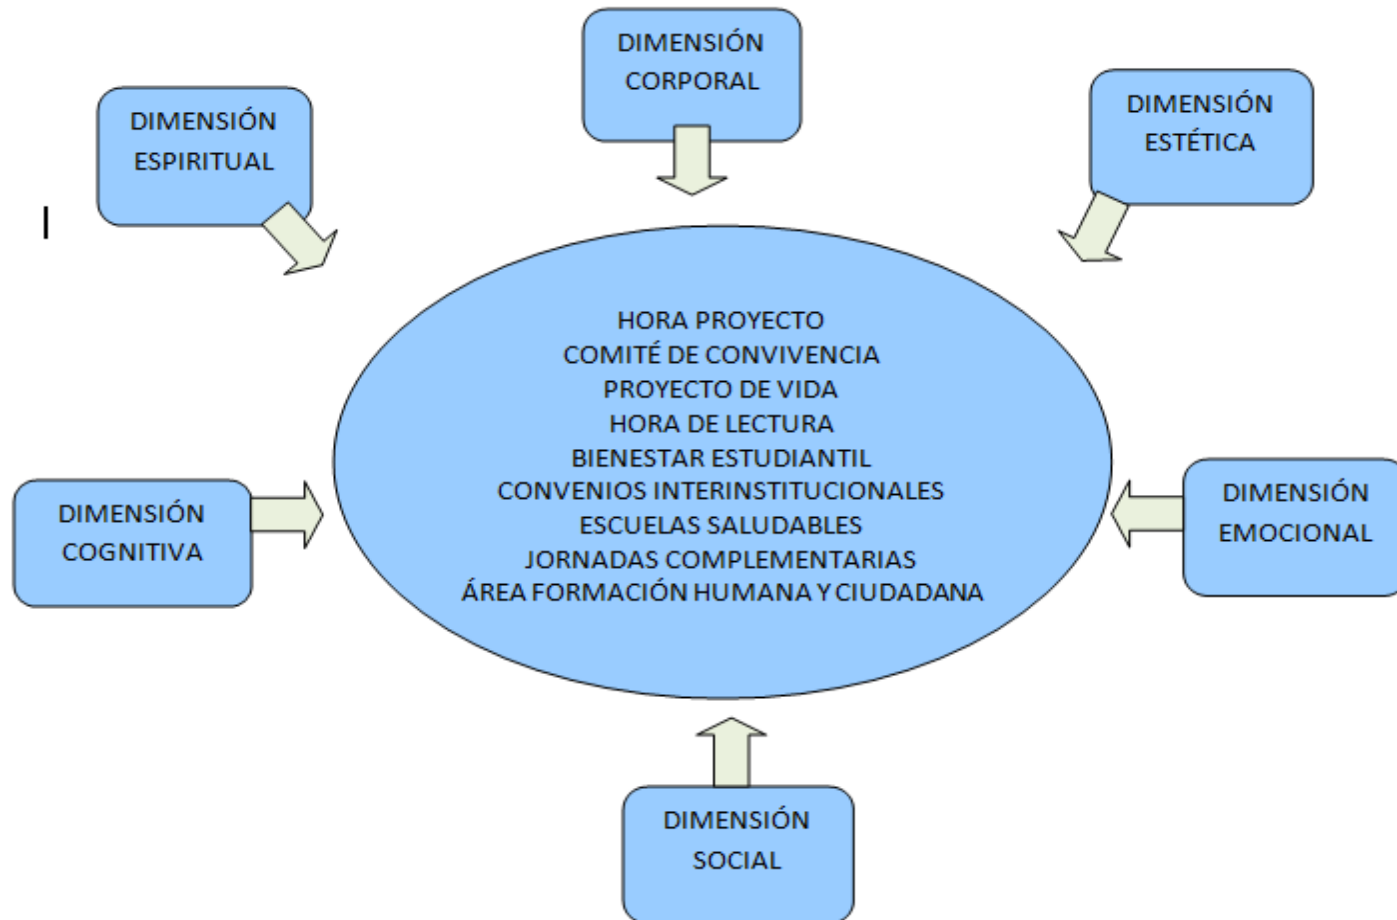 DIMENSIÓN
CORPORAL
DIMENSIÓN
ESPIRITUAL
DIMENSIÓN
ESTÉTICA
HORA PROYECTO
COMITÉ DE CONVIVENCIA
PROYECTO DE VIDA
HORA DE LECTURA
BIENESTAR ESTUDIANTIL
CONVENIOS INTERINSTITUCIONALES
ESCUELAS SALUDABLES
JORNADAS COMPLEMENTARIAS
ÁREA FORMACIÓN HUMANA Y CIUDADANA
DIMENSIÓN
COGNITIVA
DIMENSIÓN
EMOCIONAL
DIMENSIÓN
SOCIAL